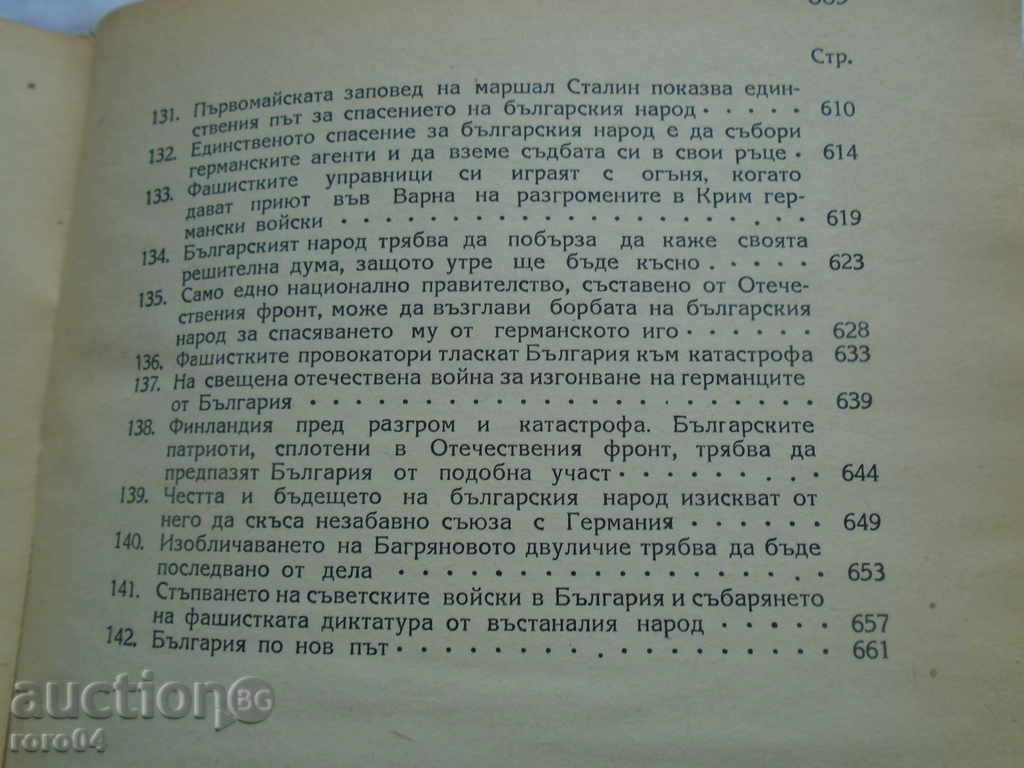 Стр.
131. Първомайската заповед на маршал Сталин показва един-
ствения път за спасението на българския народ · · · · · 610
132. Единственото спасение за българския народ е да събори
германските агенти и да вземе съдбата си в свои ръце · 614
133. Фашистките управници си играят с огъня, когато
дават приют във Варна на разгромените в Крим гер-
мански войски · · · · · · · · · · · · · · · · · · · 619
134. Българският народ трябва да побърза да каже своята
решителна дума, защото утре ще бъде късно · · · · · 623
135. Само едно национално правителство, съставено от Отече-
ствения фронт, може да възглави борбата на българския
народ за спасяването му от германското иго · · · · · · 628
136. Фашистките провокатори тласкат България към катастрофа 633
137. На свещена отечествена война за изгонване на германците
от България · · · · · · · · · · · · · · · · · · · · 639
138. Финландия пред разгром и катастрофа. Българските
патриоти, сплотени в Отечествения фронт, трябва да
предпазят България от подобна участ · · · · · · · · · 644
139. Честта и бъдещето на българския народ изискват от
него да скъса незабавно съюза с Германия · · · · · · 649
140. Изобличаването на Багряновото двуличие трябва да бъде
последвано от дела · · · · · · · · · · · · · · · · · 653
141. Стъпването на съветските войски в България и събарянето
на фашистката диктатура от въстаналия народ · · · · · 657
142. България по нов път · · · · · · · · · · · · · · · · · 661
auction BG
roro04